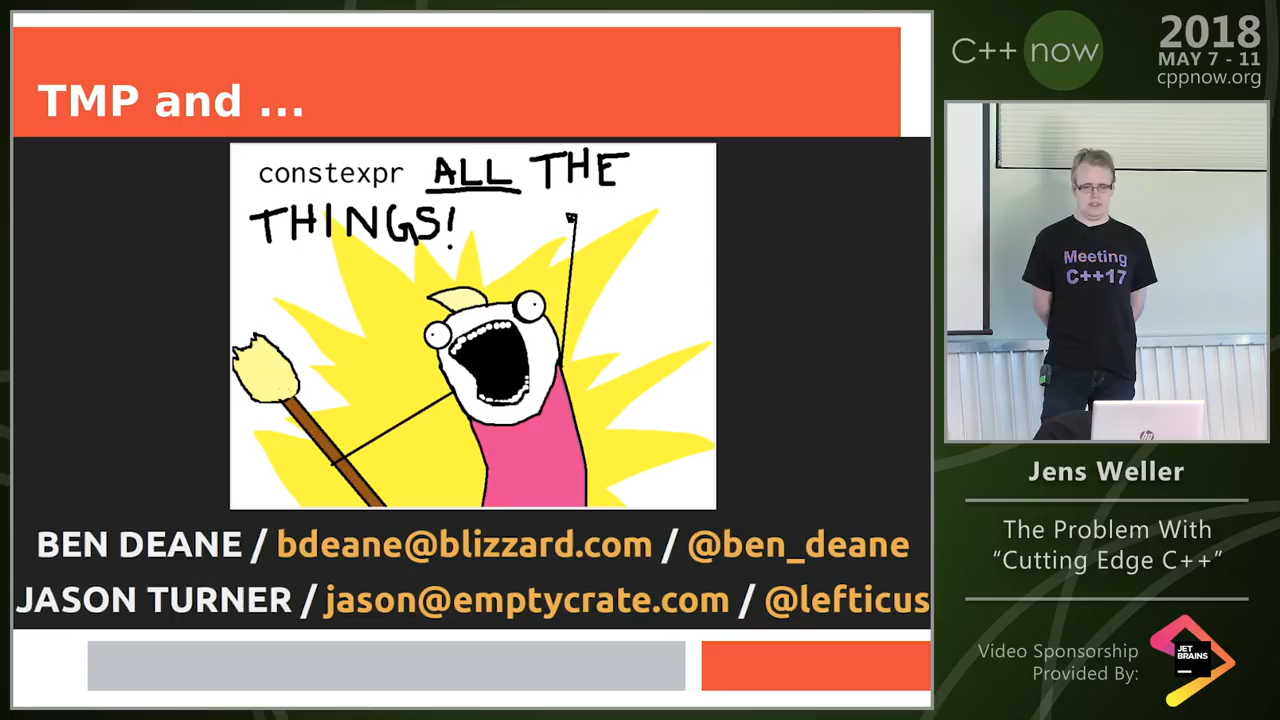 TMP and ...
constexpr ALL THE
THINGS!
BEN DEANE / bdeane@blizzard.com / @ben_deane
JASON TURNER / jason@emptycrate.com / @lefticus
C++ now
2018
MAY 7 - 11
cppnow.org
Meeting
C++17
hp
Jens Weller
The Problem With
“Cutting Edge C++”
Video Sponsorship
Provided By:
JET
BRAINS